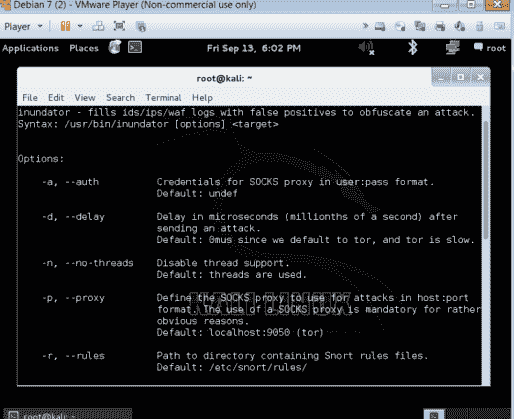 Debian 7 (2) - VMware Player (Non-commercial use only)
Player
Applications Places Fri Sep 13, 6:02 PM root
root@kali: ~
File Edit View Search Terminal Help
inundator - fills ids/ips/waf logs with false positives to obfuscate an attack.
Syntax: /usr/bin/inundator [options] <target>
Options:
-a, --auth Credentials for SOCKS proxy in user:pass format.
Default: undef
-d, --delay Delay in microseconds (millionths of a second) after
sending an attack.
Default: 0mus since we default to tor, and tor is slow.
-n, --no-threads Disable thread support.
Default: threads are used.
-p, --proxy Define the SOCKS proxy to use for attacks in host:port
format. The use of a SOCKS proxy is mandatory for rather
obvious reasons.
Default: localhost:9050 (tor)
-r, --rules Path to directory containing Snort rules files.
Default: /etc/snort/rules/
root@kali: ~